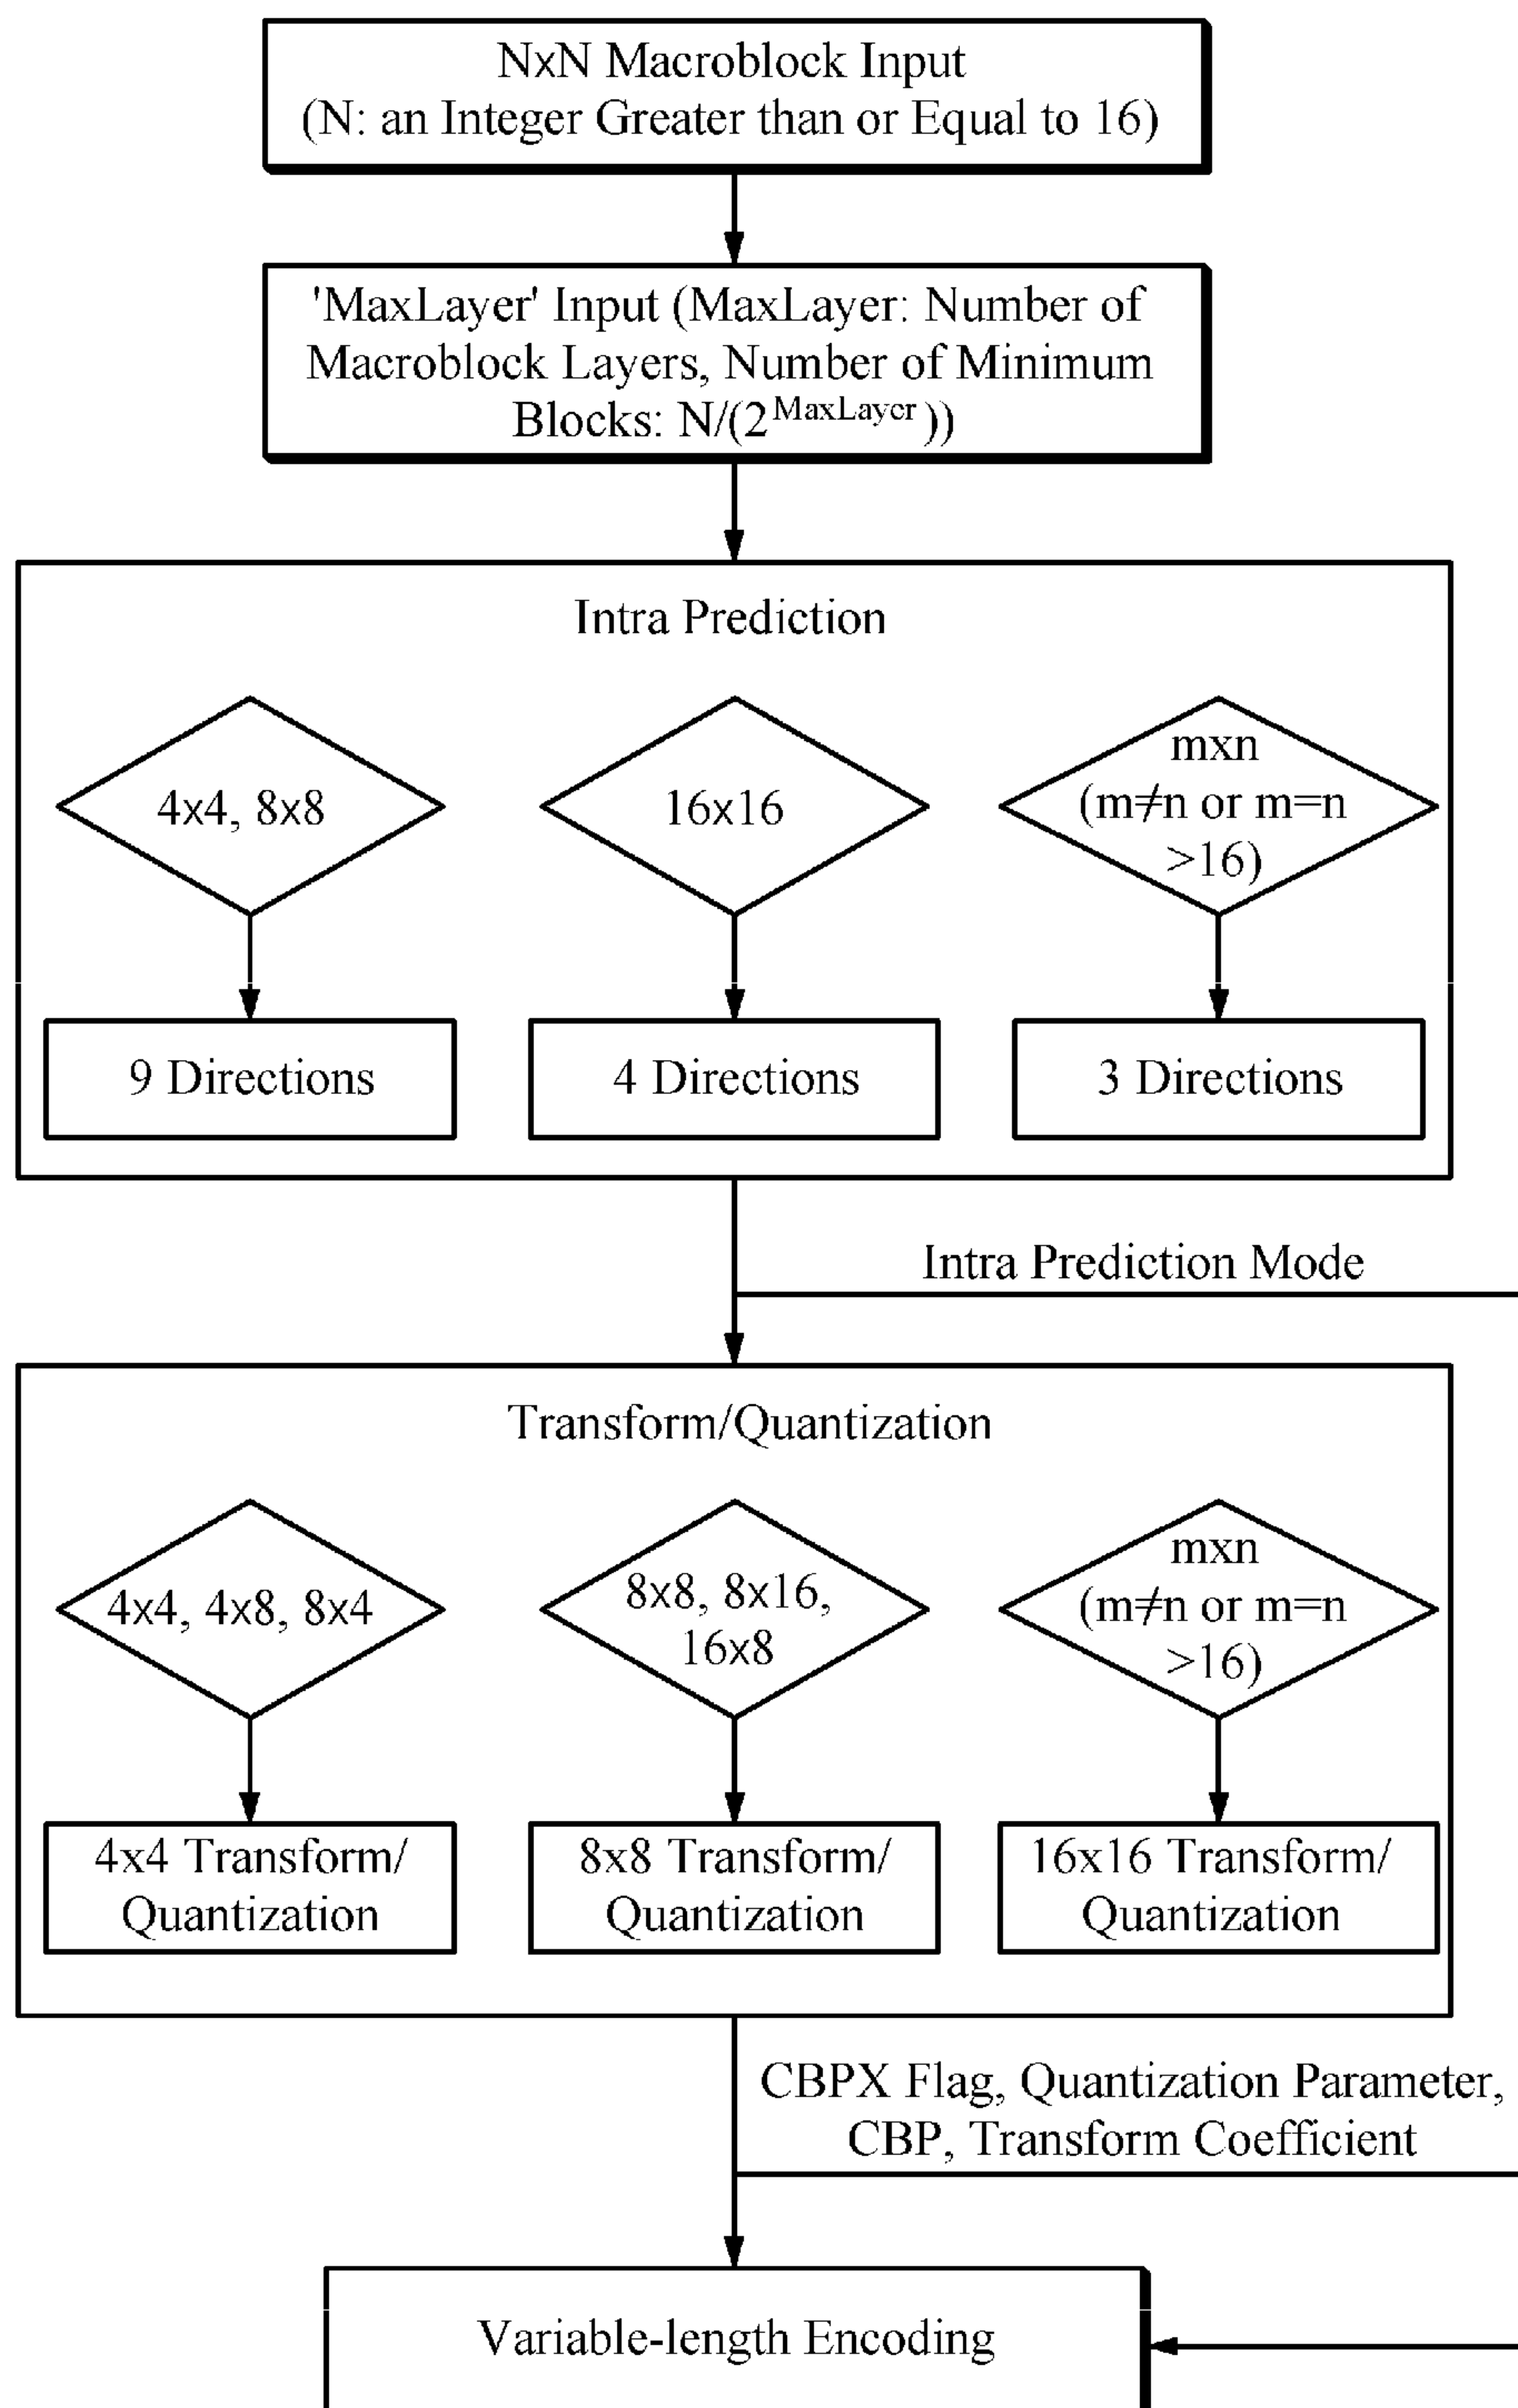 NxN Macroblock Input
(N: an Integer Greater than or Equal to 16)
'MaxLayer' Input (MaxLayer: Number of
Macroblock Layers, Number of Minimum
Blocks: N/(2^MaxLayer))
Intra Prediction
4x4, 8x8
16x16
mxn
(m≠n or m=n
>16)
9 Directions
4 Directions
3 Directions
Intra Prediction Mode
Transform/Quantization
4x4, 4x8, 8x4
8x8, 8x16,
16x8
mxn
(m≠n or m=n
>16)
4x4 Transform/
Quantization
8x8 Transform/
Quantization
16x16 Transform/
Quantization
CBPX Flag, Quantization Parameter,
CBP, Transform Coefficient
Variable-length Encoding